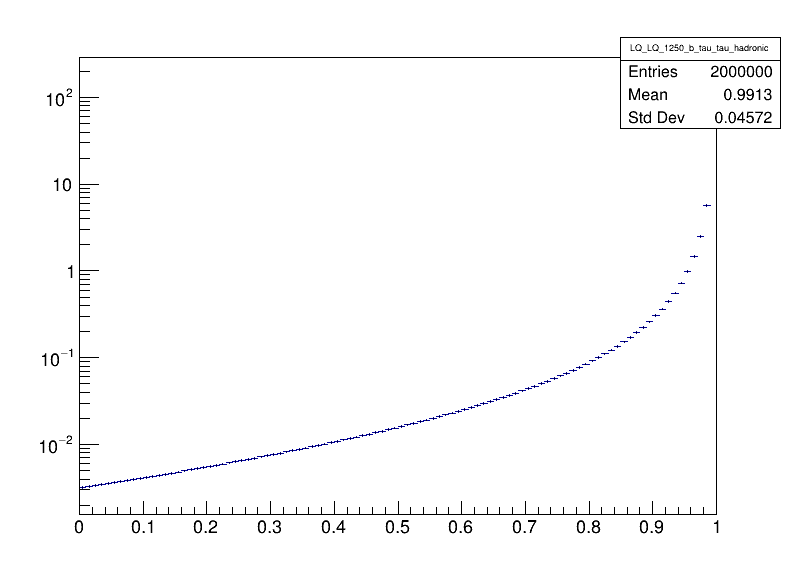 LQ_LQ_1250_b_tau_tau_hadronic
Entries 2000000
Mean 0.9913
Std Dev 0.04572
10²
10
1
10⁻¹
10⁻²
0 0.1 0.2 0.3 0.4 0.5 0.6 0.7 0.8 0.9 1